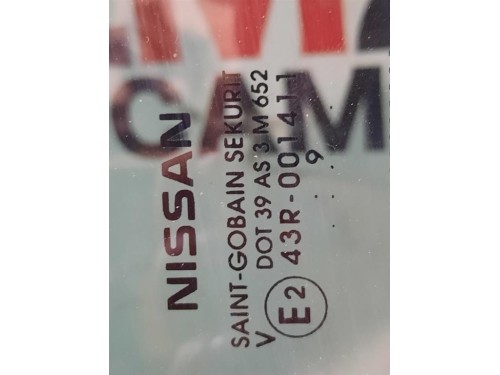 NISSAN
SAINT-GOBAIN SEKURIT
V DOT 39 AS 3 M 652
E2 43R-001411
. . . 9
CAM